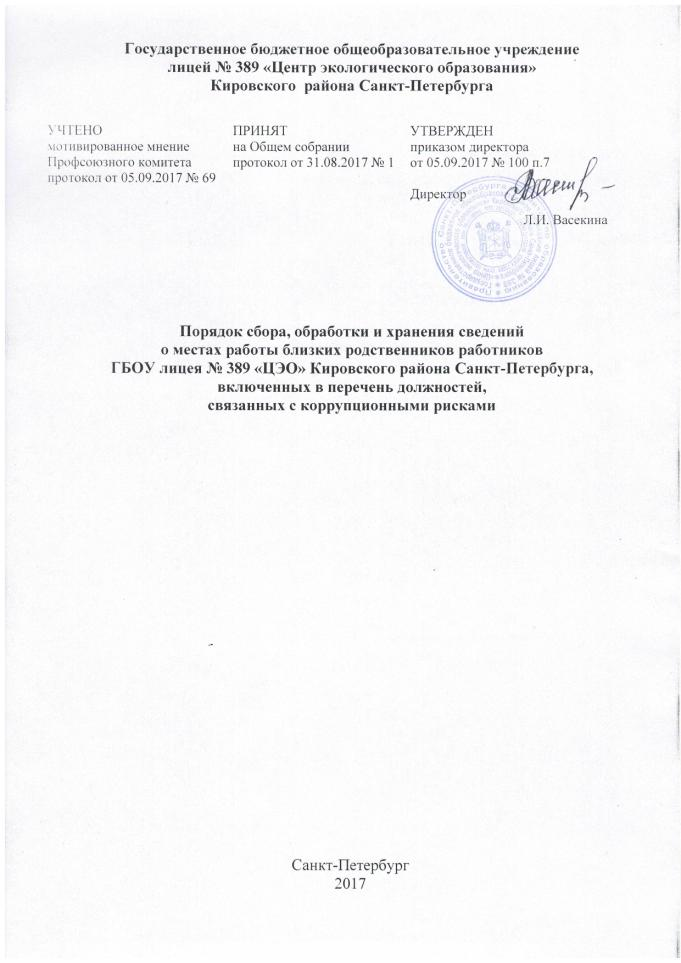 Государственное бюджетное общеобразовательное учреждение
лицей № 389 «Центр экологического образования»
Кировского района Санкт-Петербурга
УЧТЕНО
мотивированное мнение
Профсоюзного комитета
протокол от 05.09.2017 № 69
ПРИНЯТ
на Общем собрании
протокол от 31.08.2017 № 1
УТВЕРЖДЕН
приказом директора
от 05.09.2017 № 100 п.7
Директор
Л.И. Васекина
Порядок сбора, обработки и хранения сведений
о местах работы близких родственников работников
ГБОУ лицея № 389 «ЦЭО» Кировского района Санкт-Петербурга,
включенных в перечень должностей,
связанных с коррупционными рисками
Санкт-Петербург
2017